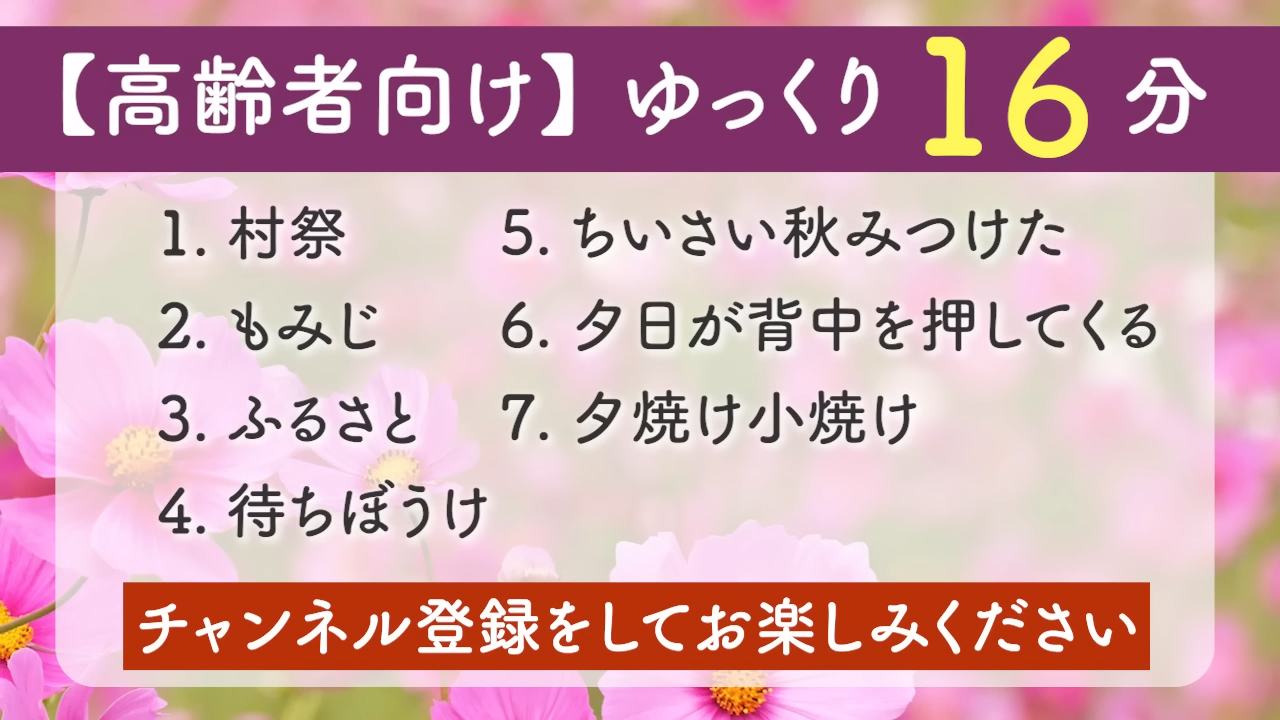 【高齢者向け】ゆっくり16分
1. 村祭
2. もみじ
3. ふるさと
4. 待ちぼうけ
5. ちいさい秋みつけた
6. 夕日が背中を押してくる
7. 夕焼け小焼け
チャンネル登録をしてお楽しみください